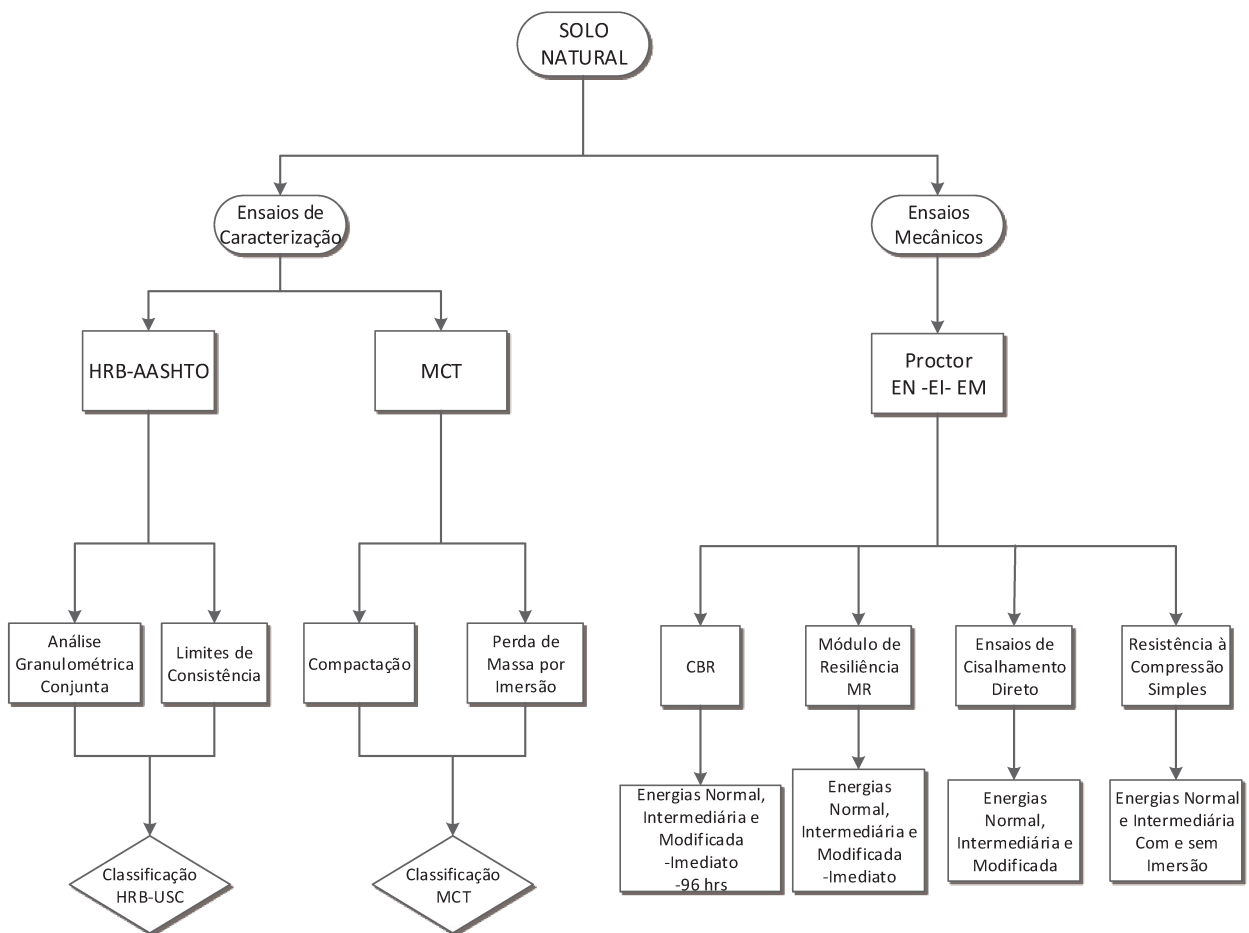 SOLO
NATURAL
Ensaios de
Caracterização
Ensaios
Mecânicos
HRB-AASHTO
MCT
Proctor
EN -EI- EM
Análise
Granulométrica
Conjunta
Limites de
Consistência
Compactação
Perda de
Massa por
Imersão
CBR
Módulo de
Resiliência
MR
Ensaios de
Cisalhamento
Direto
Resistência à
Compressão
Simples
Energias Normal,
Intermediária e
Modificada
-Imediato
-96 hrs
Energias
Normal,
Intermediária e
Modificada
-Imediato
Energias
Normal,
Intermediária e
Modificada
Energias Normal
e Intermediária
Com e sem
Imersão
Classificação
HRB-USC
Classificação
MCT